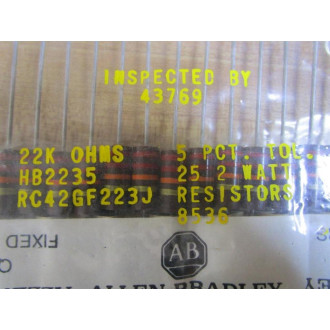 INSPECTED BY
43769
22K OHMS 5 PCT. TOL.
HB2235 25 2 WATT
RC42GF223J RESISTORS
8536
FIXED
AB
ALLEN-BRADLEY